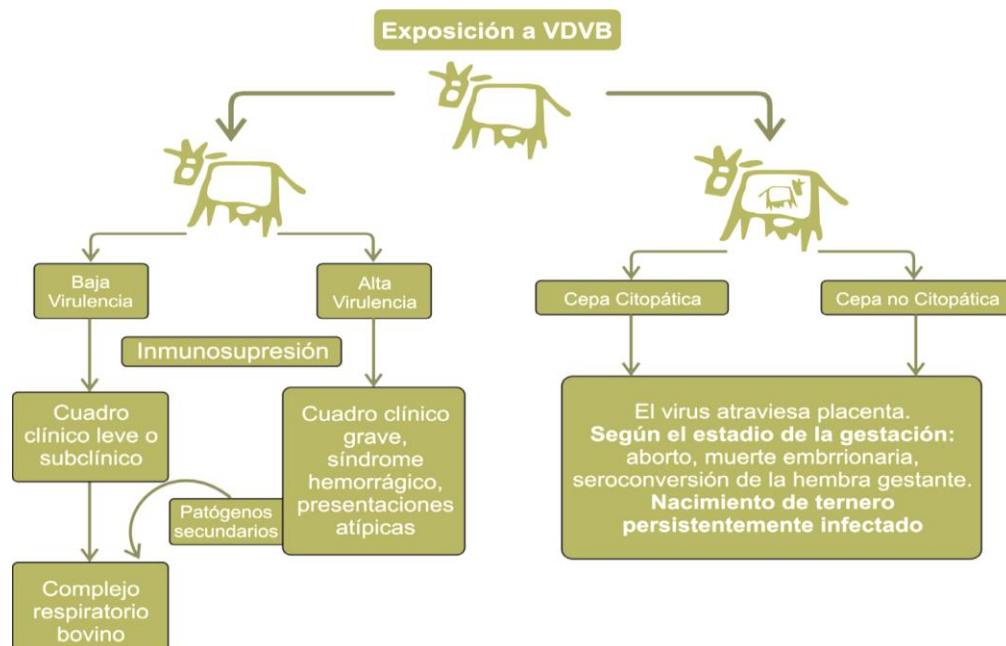 Exposición a VDVB
Baja
Virulencia
Alta
Virulencia
Inmunosupresión
Cuadro
clínico leve o
subclínico
Cuadro clínico
grave,
síndrome
hemorrágico,
presentaciones
atípicas
Patógenos
secundarios
Complejo
respiratorio
bovino
Cepa Citopática
Cepa no Citopática
El virus atraviesa placenta.
Según el estadio de la gestación:
aborto, muerte embrrionaria,
seroconversión de la hembra gestante.
Nacimiento de ternero
persistentemente infectado